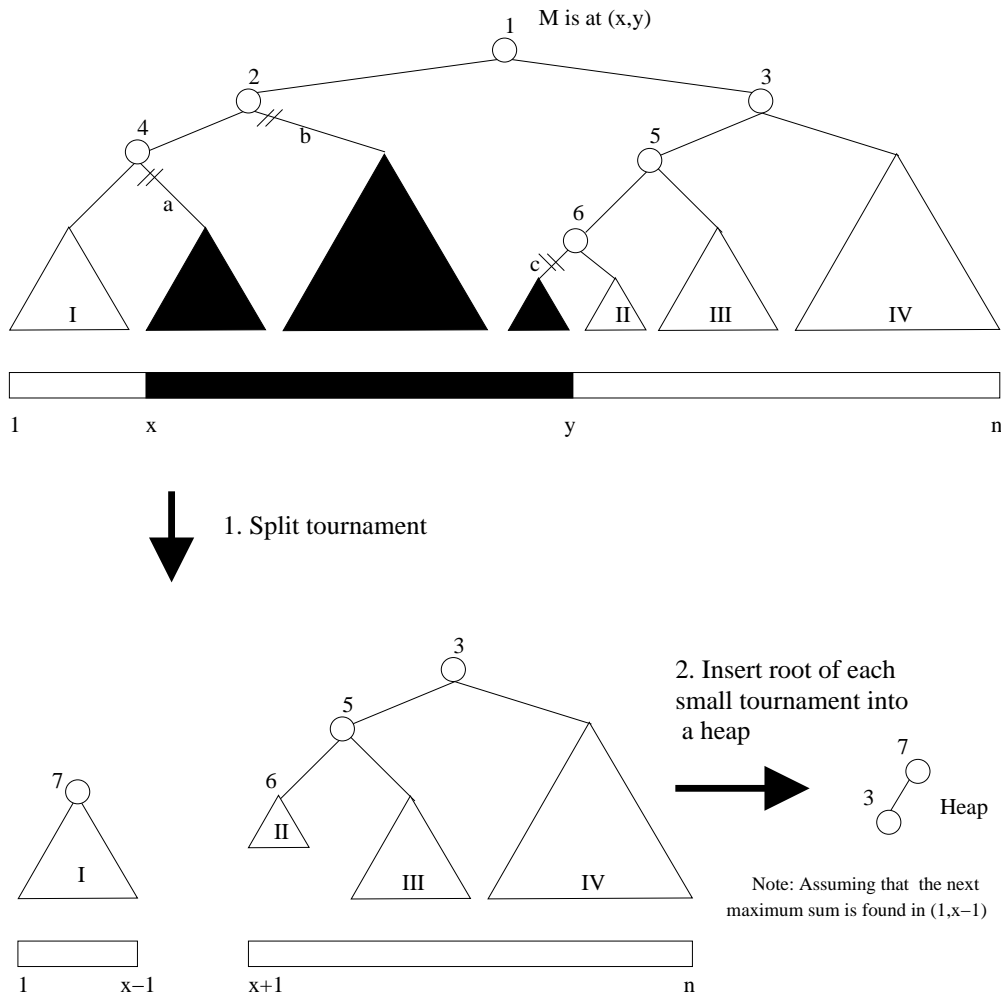 M is at (x,y)
1
2
3
4
b
5
a
6
c
I
II
III
IV
1
x
y
n
1. Split tournament
3
2. Insert root of each
small tournament into
a heap
5
7
7
6
3
Heap
II
I
III
IV
Note: Assuming that the next
maximum sum is found in (1,x−1)
1
x−1
x+1
n